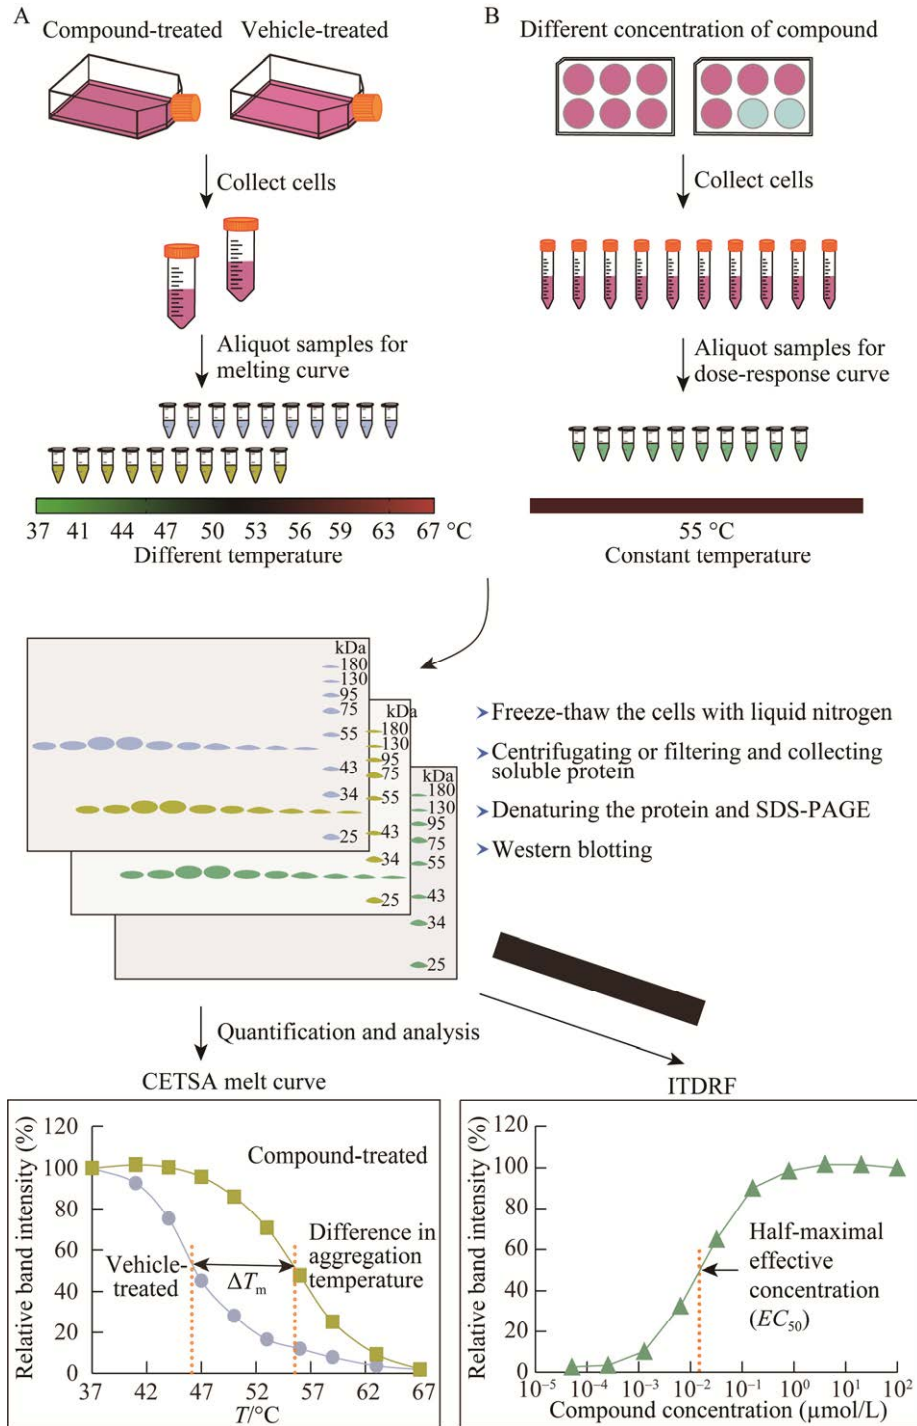 A
B
Compound-treated
Vehicle-treated
Different concentration of compound
Collect cells
Collect cells
Aliquot samples for
melting curve
Aliquot samples for
dose-response curve
37 41 44 47 50 53 56 59 63 67 °C
Different temperature
55 °C
Constant temperature
kDa
180
130
95
75
55
43
34
25
kDa
180
130
95
75
55
43
34
25
kDa
180
130
95
75
55
43
34
25
➤Freeze-thaw the cells with liquid nitrogen
➤Centrifugating or filtering and collecting
soluble protein
➤Denaturing the protein and SDS-PAGE
➤Western blotting
Quantification and analysis
CETSA melt curve
Relative band intensity (%)
120
100
80
60
40
20
0
37 42 47 52 57 62 67
T/°C
Compound-treated
Vehicle-
treated
ΔTm
Difference in
aggregation
temperature
ITDRF
Relative band intensity (%)
120
100
80
60
40
20
0
10⁻⁵ 10⁻⁴ 10⁻³ 10⁻² 10⁻¹ 10⁰ 10¹ 10²
Compound concentration (μmol/L)
Half-maximal
effective
concentration
(EC₅₀)